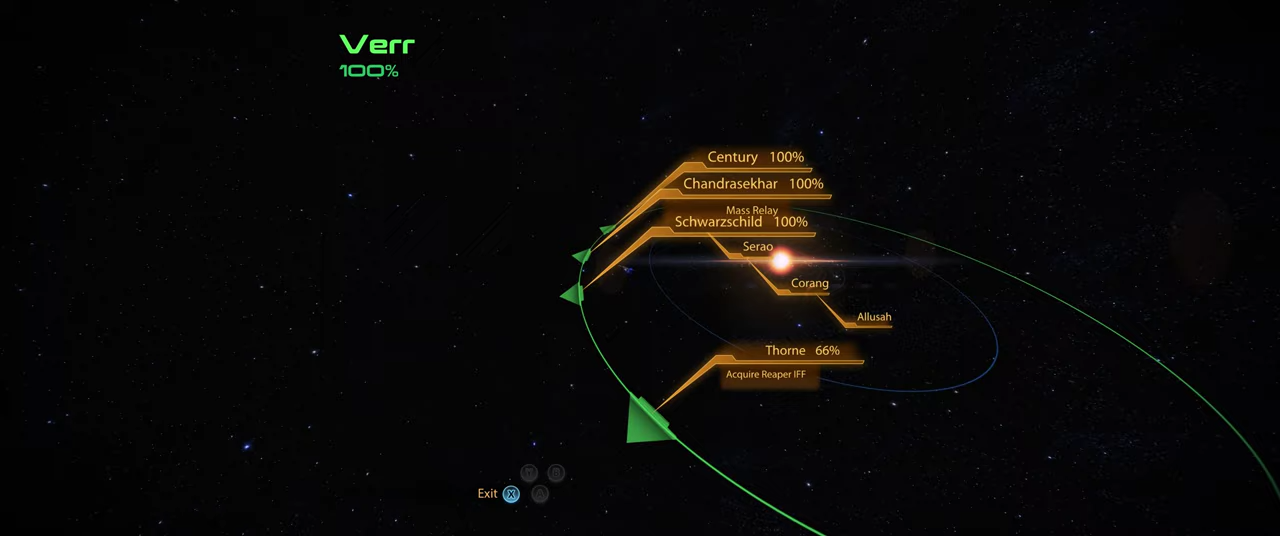 Verr
100%
Century 100%
Chandrasekhar 100%
Mass Relay
Schwarzschild 100%
Serao
Corang
Allusah
Thorne 66%
Acquire Reaper IFF
Exit X